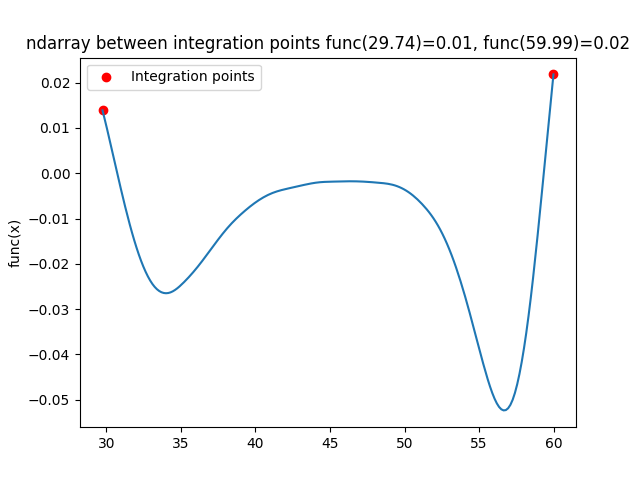 ndarray between integration points func(29.74)=0.01, func(59.99)=0.02
Integration points
0.02
0.01
0.00
−0.01
−0.02
−0.03
−0.04
−0.05
func(x)
30 35 40 45 50 55 60